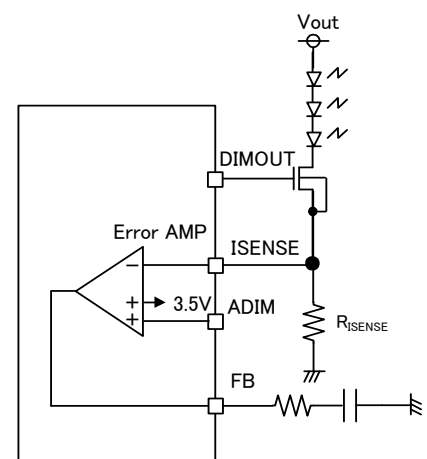 Vout
DIMOUT
Error AMP
ISENSE
−
+
3.5V
ADIM
+
RISENSE
FB